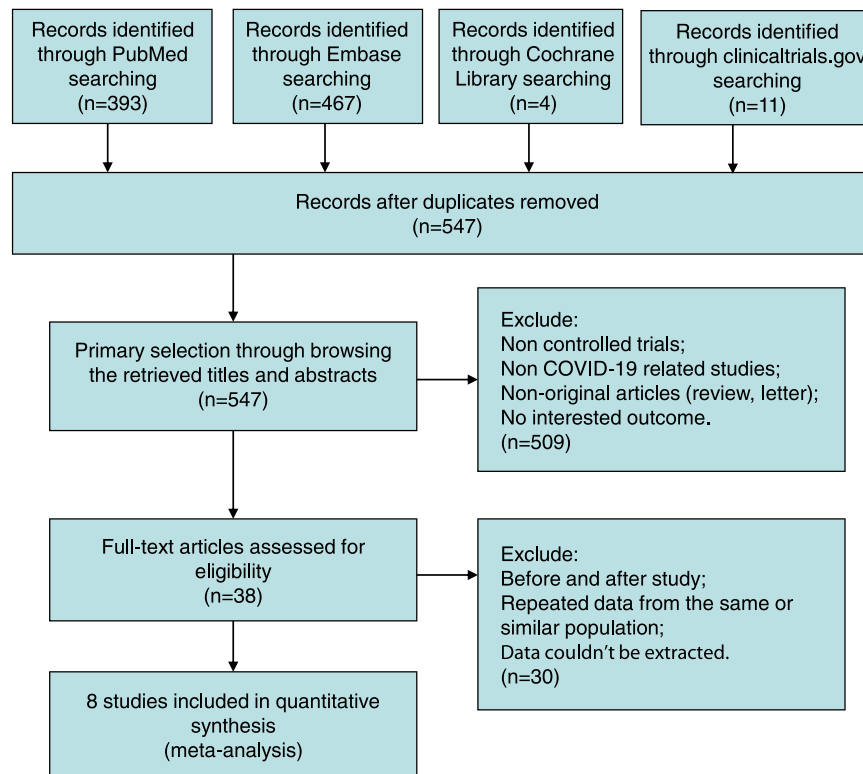 Records identified
through PubMed
searching
(n=393)
Records identified
through Embase
searching
(n=467)
Records identified
through Cochrane
Library searching
(n=4)
Records identified
through clinicaltrials.gov
searching
(n=11)
Records after duplicates removed
(n=547)
Primary selection through browsing
the retrieved titles and abstracts
(n=547)
Exclude:
Non controlled trials;
Non COVID-19 related studies;
Non-original articles (review, letter);
No interested outcome.
(n=509)
Full-text articles assessed for
eligibility
(n=38)
Exclude:
Before and after study;
Repeated data from the same or
similar population;
Data couldn't be extracted.
(n=30)
8 studies included in quantitative
synthesis
(meta-analysis)